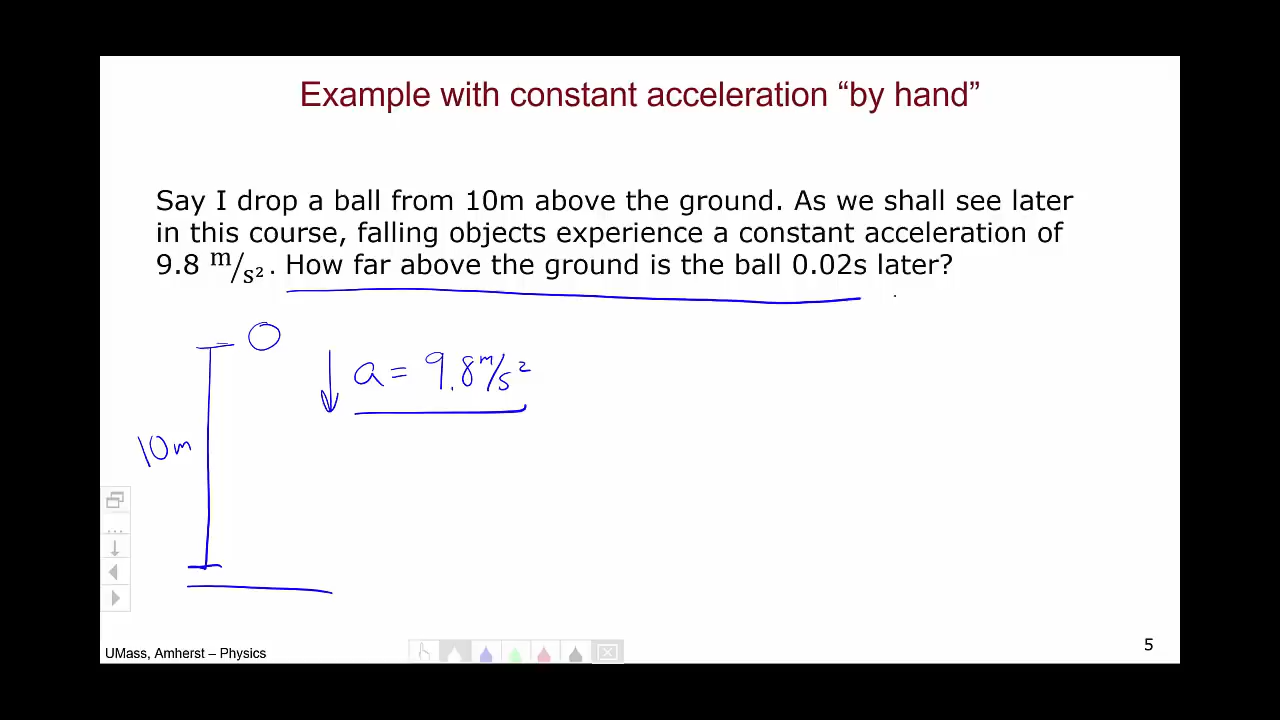 Example with constant acceleration “by hand”
Say I drop a ball from 10m above the ground. As we shall see later
in this course, falling objects experience a constant acceleration of
9.8 m/s². How far above the ground is the ball 0.02s later?
a = 9.8 m/s²
10m
UMass, Amherst – Physics
5